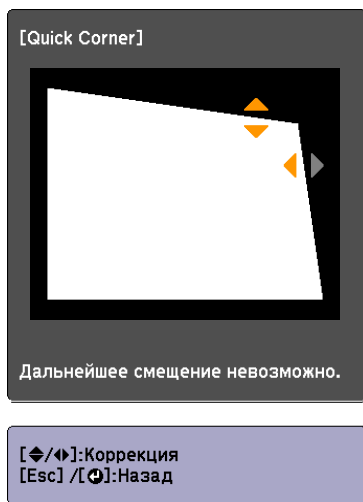 [Quick Corner]
Дальнейшее смещение невозможно.
[◆/◆]:Коррекция
[Esc] /[↵]:Назад